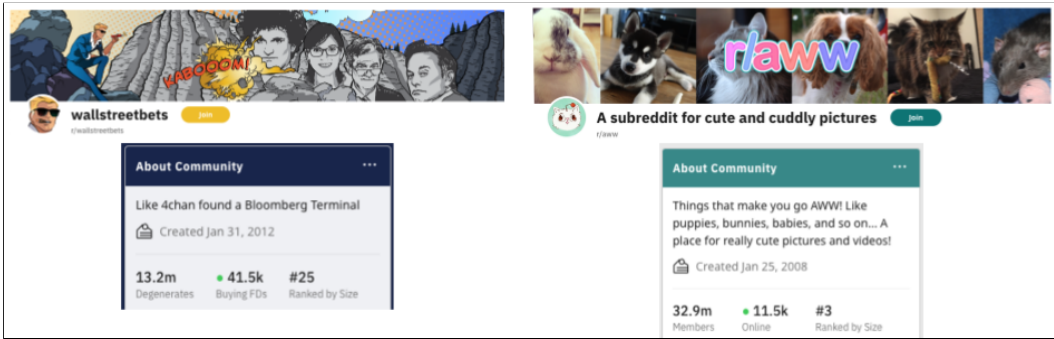 KABOOOM!
wallstreetbets
Join
r/wallstreetbets
About Community
...
Like 4chan found a Bloomberg Terminal
Created Jan 31, 2012
13.2m 41.5k #25
Degenerates Buying FDs Ranked by Size
r/aww
A subreddit for cute and cuddly pictures
Join
r/aww
About Community
...
Things that make you go AWW! Like
puppies, bunnies, babies, and so on... A
place for really cute pictures and videos!
Created Jan 25, 2008
32.9m 11.5k #3
Members Online Ranked by Size